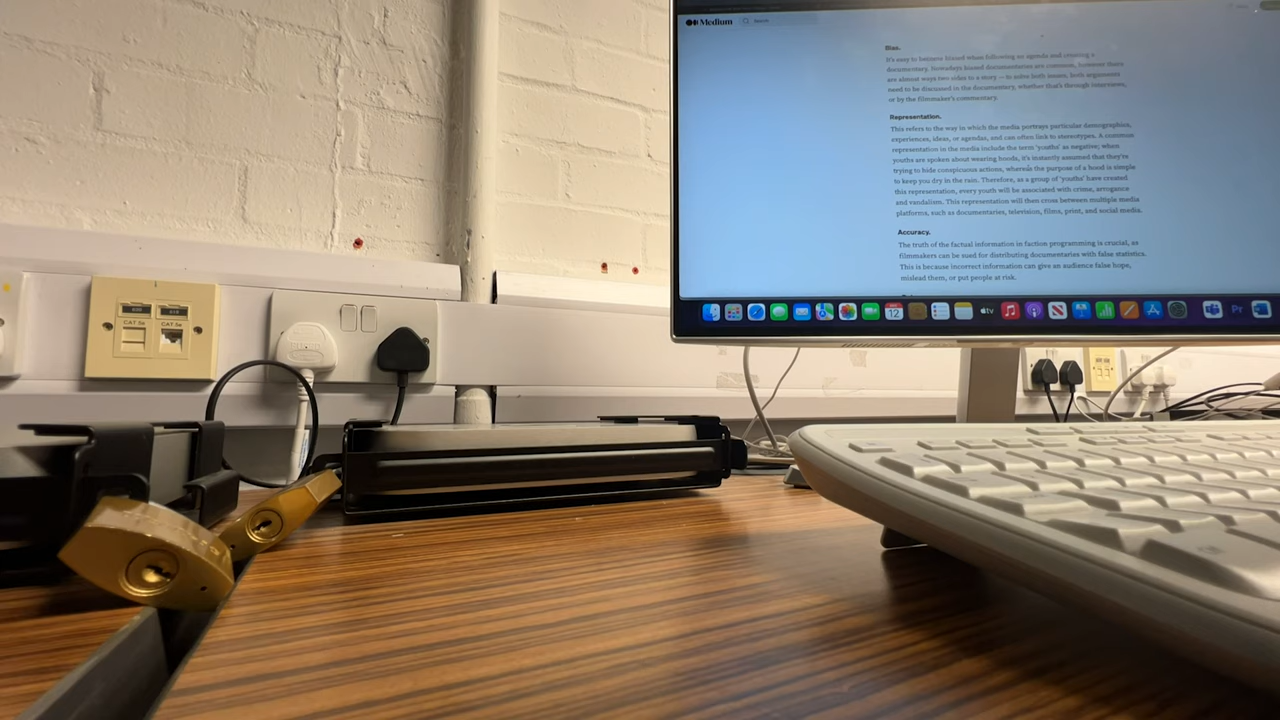 Medium
Search
Bias.
It's easy to become biased when following an agenda and creating a
documentary. Nowadays biased documentaries are common, however there
are almost ways two sides to a story — to solve both issues, both arguments
need to be discussed in the documentary, whether that's through interviews,
or by the filmmaker's commentary.
Representation.
This refers to the way in which the media portrays particular demographics,
experiences, ideas, or agendas, and can often link to stereotypes. A common
representation in the media include the term 'youths' as negative; when
youths are spoken about wearing hoods, it's instantly assumed that they're
trying to hide conspicuous actions, whereas the purpose of a hood is simple
to keep you dry in the rain. Therefore, as a group of 'youths' have created
this representation, every youth will be associated with crime, arrogance
and vandalism. This representation will then cross between multiple media
platforms, such as documentaries, television, films, print, and social media.
Accuracy.
The truth of the factual information in faction programming is crucial, as
filmmakers can be sued for distributing documentaries with false statistics.
This is because incorrect information can give an audience false hope,
mislead them, or put people at risk.
12
tv
Pr
CAT 5e
CAT.5e